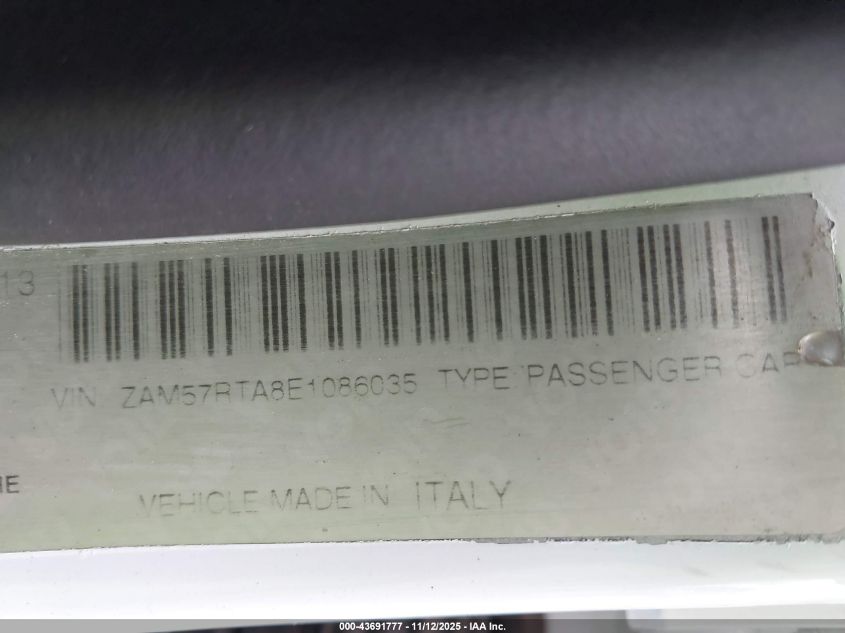 13
VIN ZAM57RTA8E1086035 TYPE: PASSENGER CAR
VEHICLE MADE IN ITALY
000-43691777 - 11/12/2025 - IAA Inc.